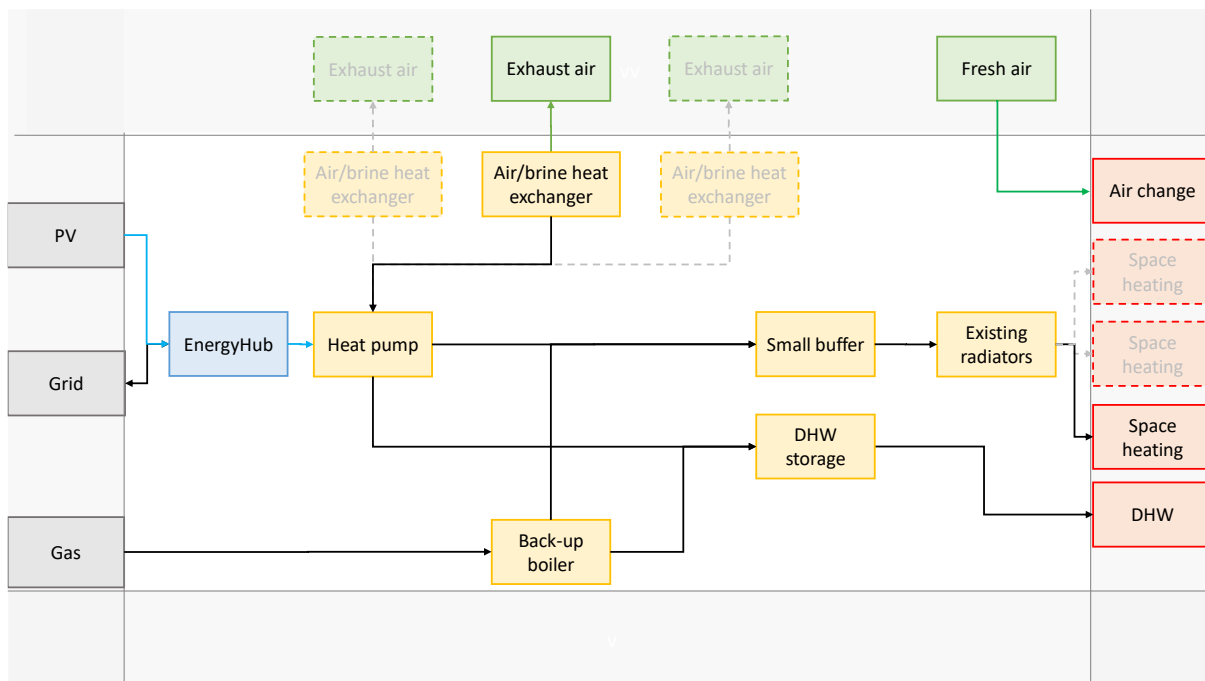 Exhaust air
Exhaust air
vv
Exhaust air
Fresh air
Air/brine heat
exchanger
Air/brine heat
exchanger
Air/brine heat
exchanger
Air change
PV
Space
heating
EnergyHub
Heat pump
Small buffer
Existing
radiators
Space
heating
Grid
DHW
storage
Space
heating
DHW
Gas
Back-up
boiler
v